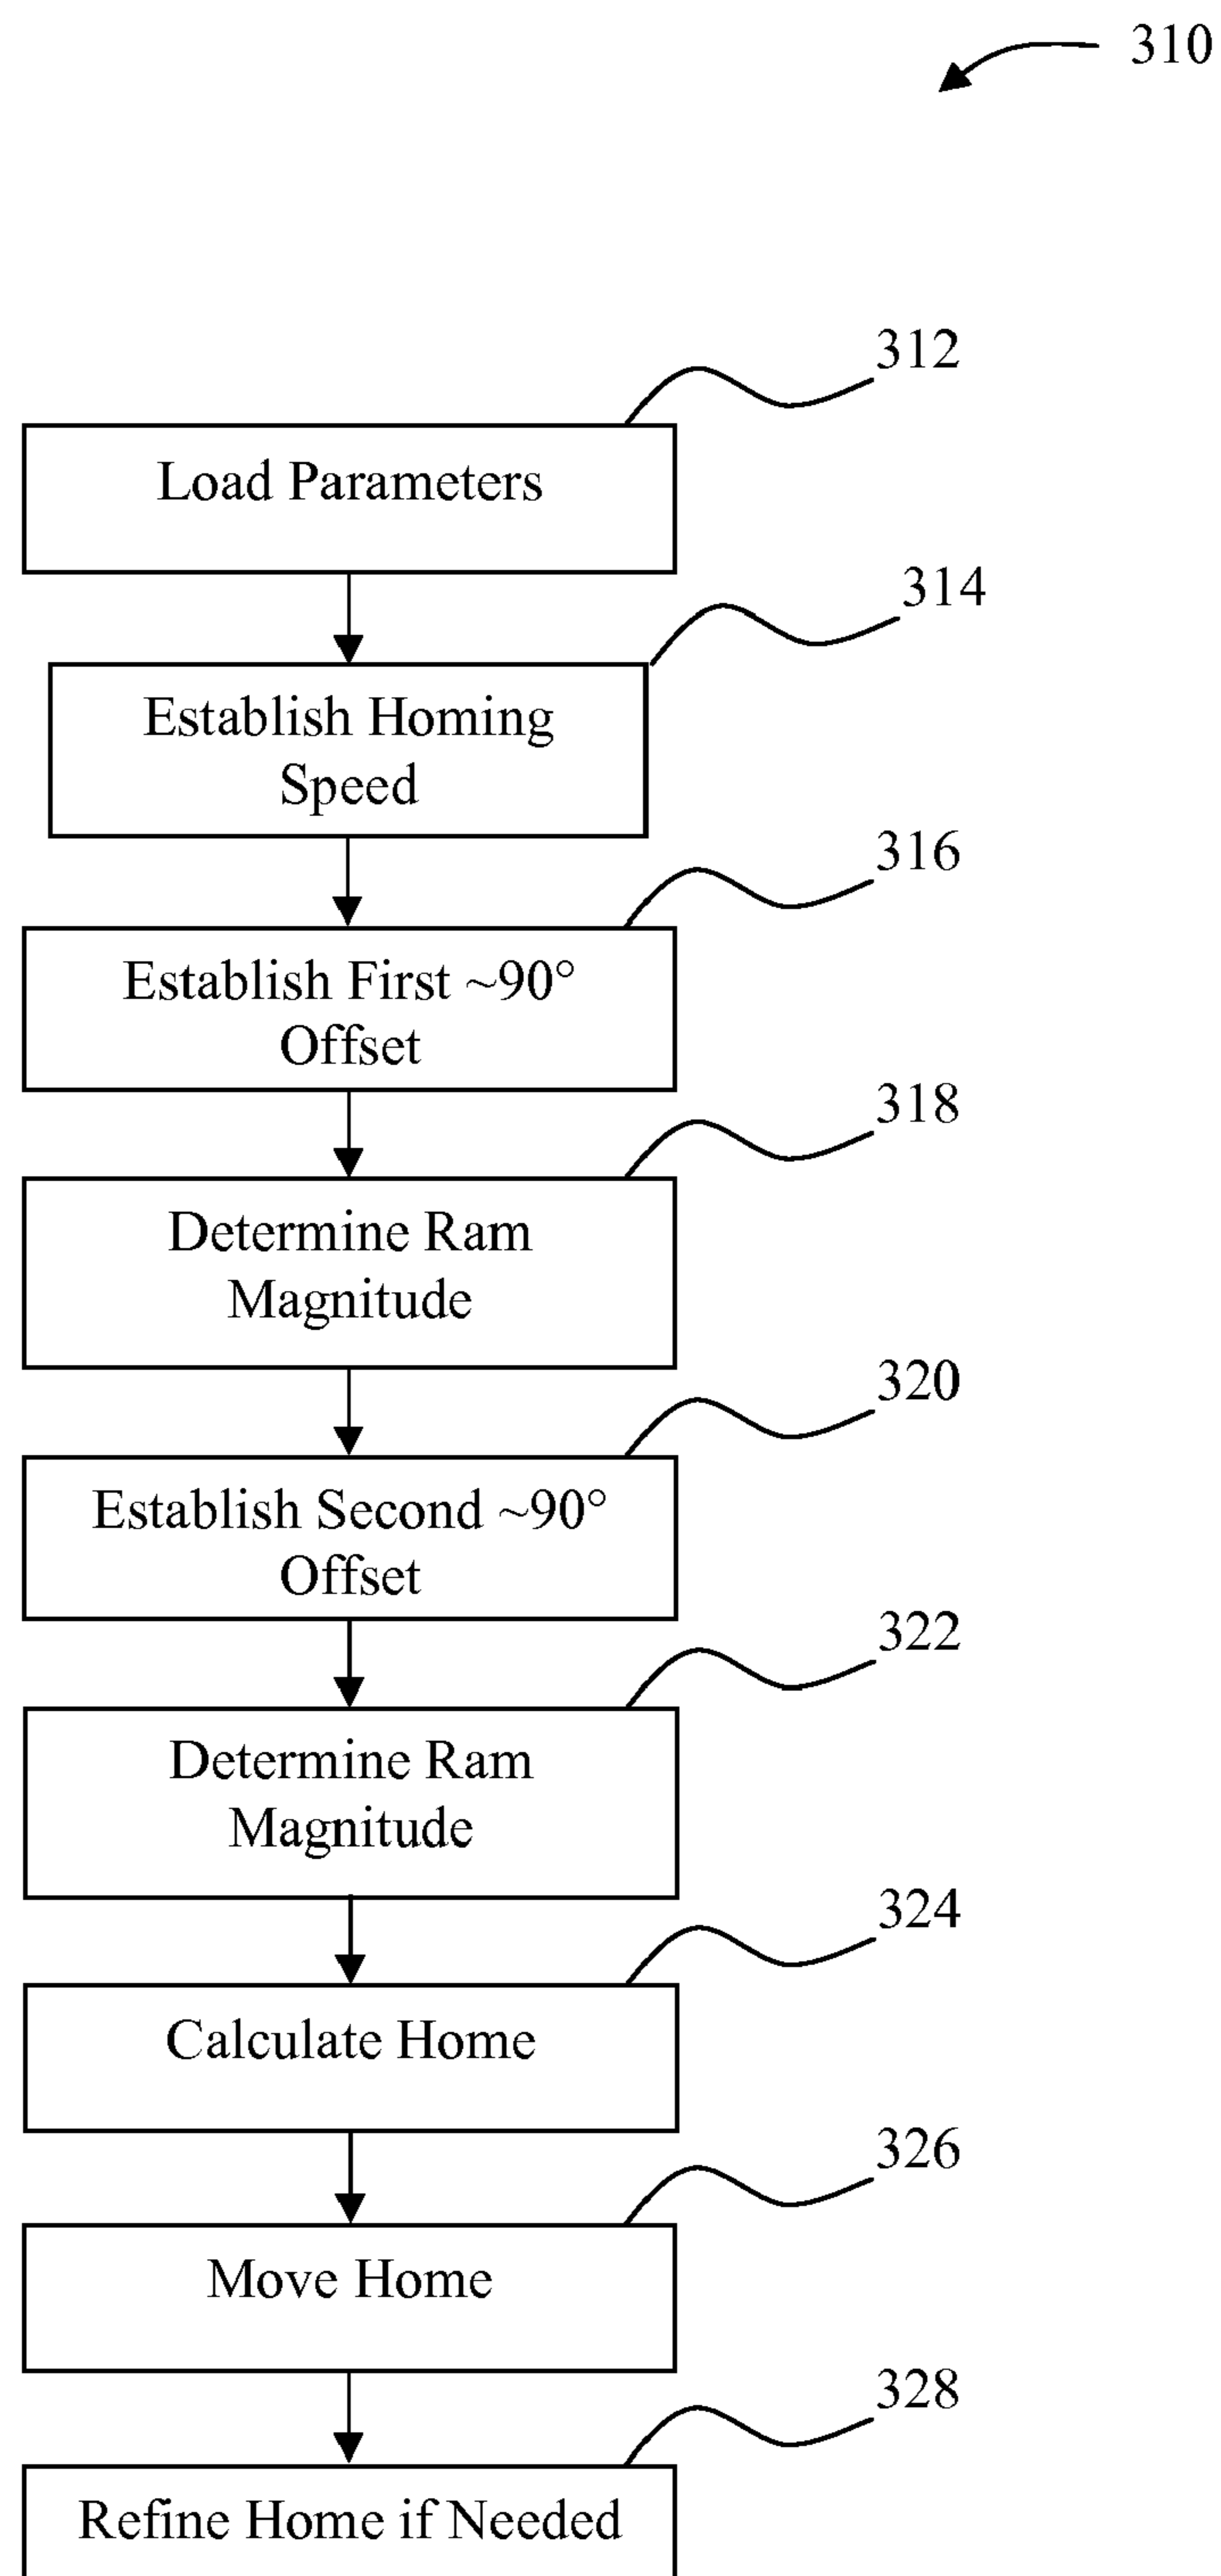 310
312
Load Parameters
314
Establish Homing
Speed
316
Establish First ~90°
Offset
318
Determine Ram
Magnitude
320
Establish Second ~90°
Offset
322
Determine Ram
Magnitude
324
Calculate Home
326
Move Home
328
Refine Home if Needed